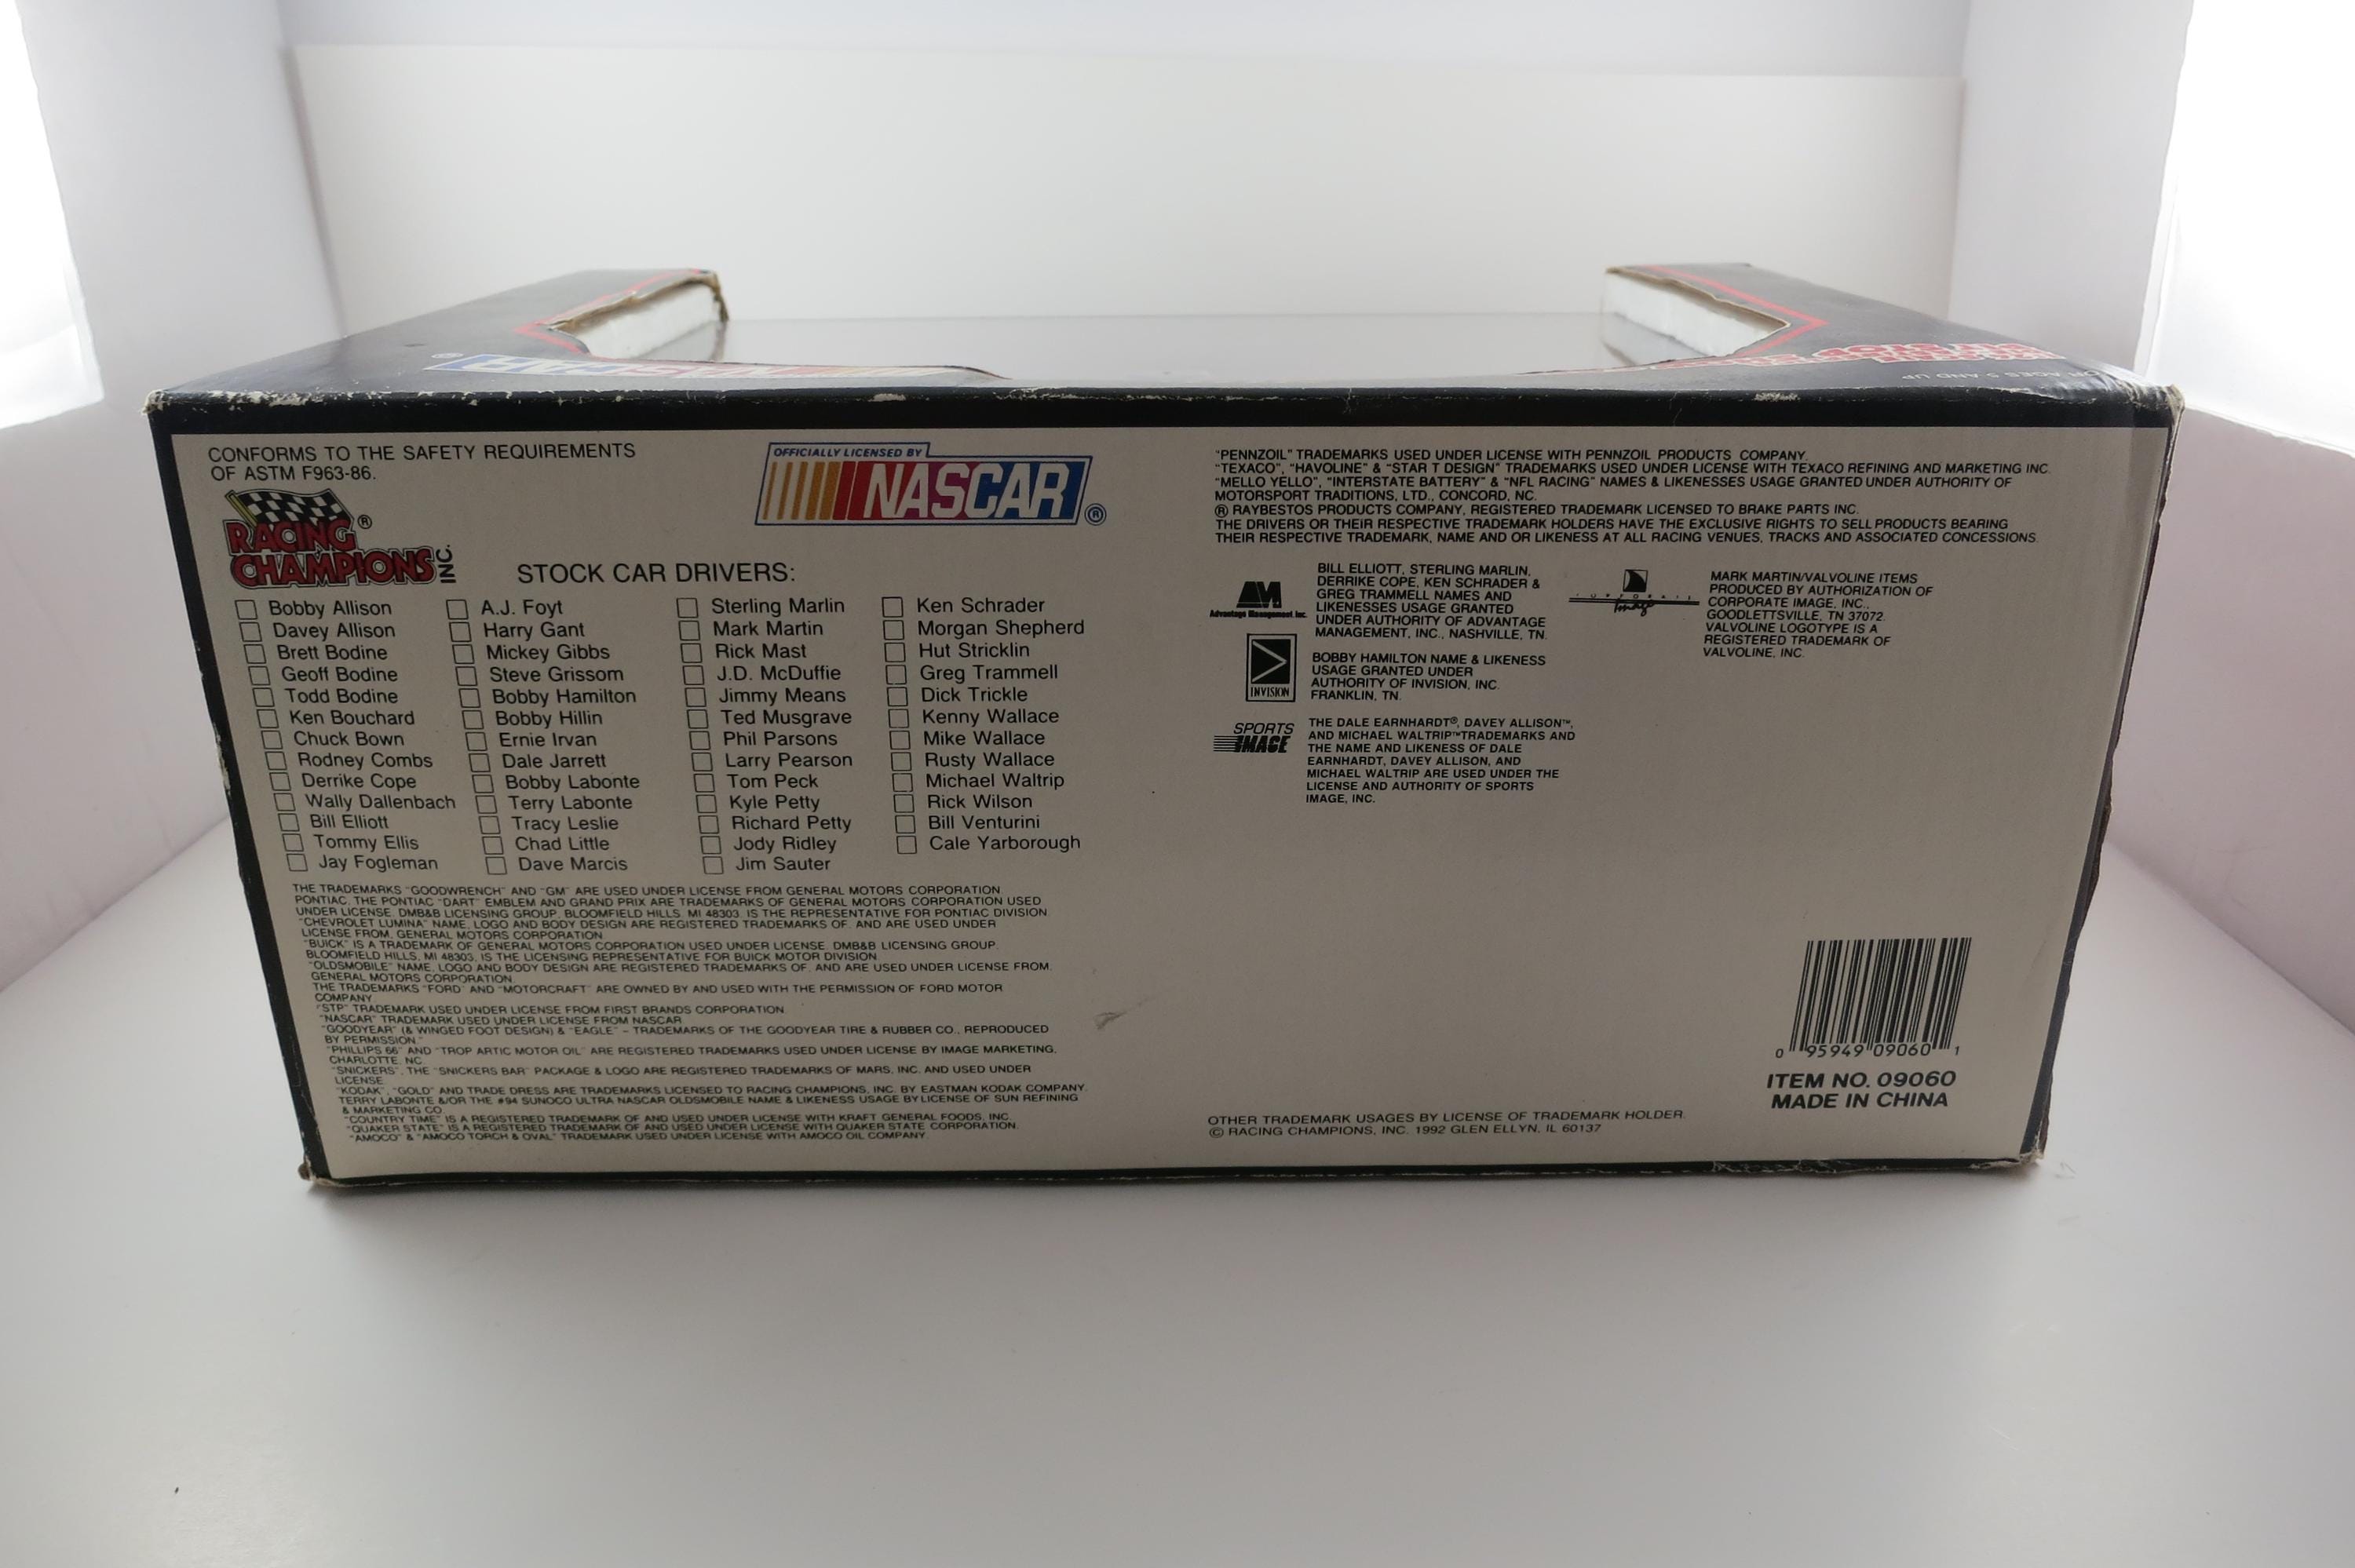 NASCAR
AGES 5 AND UP
CONFORMS TO THE SAFETY REQUIREMENTS
OF ASTM F963-86.
RACING ®
CHAMPIONS INC.
OFFICIALLY LICENSED BY
NASCAR ®
STOCK CAR DRIVERS:
Bobby Allison
Davey Allison
Brett Bodine
Geoff Bodine
Todd Bodine
Ken Bouchard
Chuck Bown
Rodney Combs
Derrike Cope
Wally Dallenbach
Bill Elliott
Tommy Ellis
Jay Fogleman
A.J. Foyt
Harry Gant
Mickey Gibbs
Steve Grissom
Bobby Hamilton
Bobby Hillin
Ernie Irvan
Dale Jarrett
Bobby Labonte
Terry Labonte
Tracy Leslie
Chad Little
Dave Marcis
Sterling Marlin
Mark Martin
Rick Mast
J.D. McDuffie
Jimmy Means
Ted Musgrave
Phil Parsons
Larry Pearson
Tom Peck
Kyle Petty
Richard Petty
Jody Ridley
Jim Sauter
Ken Schrader
Morgan Shepherd
Hut Stricklin
Greg Trammell
Dick Trickle
Kenny Wallace
Mike Wallace
Rusty Wallace
Michael Waltrip
Rick Wilson
Bill Venturini
Cale Yarborough
THE TRADEMARKS "GOODWRENCH" AND "GM" ARE USED UNDER LICENSE FROM GENERAL MOTORS CORPORATION
PONTIAC, THE PONTIAC "DART" EMBLEM AND GRAND PRIX ARE TRADEMARKS OF GENERAL MOTORS CORPORATION USED
UNDER LICENSE. DMB&B LICENSING GROUP, BLOOMFIELD HILLS, MI 48303 IS THE REPRESENTATIVE FOR PONTIAC DIVISION
"CHEVROLET LUMINA" NAME, LOGO AND BODY DESIGN ARE REGISTERED TRADEMARKS OF AND ARE USED UNDER
LICENSE FROM, GENERAL MOTORS CORPORATION
"BUICK" IS A TRADEMARK OF GENERAL MOTORS CORPORATION USED UNDER LICENSE. DMB&B LICENSING GROUP.
BLOOMFIELD HILLS, MI 48303, IS THE LICENSING REPRESENTATIVE FOR BUICK MOTOR DIVISION
"OLDSMOBILE" NAME, LOGO AND BODY DESIGN ARE REGISTERED TRADEMARKS OF, AND ARE USED UNDER LICENSE FROM,
GENERAL MOTORS CORPORATION
THE TRADEMARKS "FORD" AND "MOTORCRAFT" ARE OWNED BY AND USED WITH THE PERMISSION OF FORD MOTOR
COMPANY
"STP" TRADEMARK USED UNDER LICENSE FROM FIRST BRANDS CORPORATION
"NASCAR" TRADEMARK USED UNDER LICENSE FROM NASCAR
"GOODYEAR" (& WINGED FOOT DESIGN) & "EAGLE" – TRADEMARKS OF THE GOODYEAR TIRE & RUBBER CO., REPRODUCED
BY PERMISSION."
"PHILLIPS 66" AND "TROP ARTIC MOTOR OIL" ARE REGISTERED TRADEMARKS USED UNDER LICENSE BY IMAGE MARKETING,
CHARLOTTE, NC
"SNICKERS", THE "SNICKERS BAR" PACKAGE & LOGO ARE REGISTERED TRADEMARKS OF MARS, INC. AND USED UNDER
LICENSE.
"KODAK", "GOLD" AND TRADE DRESS ARE TRADEMARKS LICENSED TO RACING CHAMPIONS, INC. BY EASTMAN KODAK COMPANY.
TERRY LABONTE &/OR THE #94 SUNOCO ULTRA NASCAR OLDSMOBILE NAME & LIKENESS USAGE BY LICENSE OF SUN REFINING
& MARKETING CO.
"COUNTRY TIME" IS A REGISTERED TRADEMARK OF AND USED UNDER LICENSE WITH KRAFT GENERAL FOODS, INC.
"QUAKER STATE" IS A REGISTERED TRADEMARK OF AND USED UNDER LICENSE WITH QUAKER STATE CORPORATION.
"AMOCO" & "AMOCO TORCH & OVAL" TRADEMARK USED UNDER LICENSE WITH AMOCO OIL COMPANY
"PENNZOIL" TRADEMARKS USED UNDER LICENSE WITH PENNZOIL PRODUCTS COMPANY.
"TEXACO", "HAVOLINE" & "STAR T DESIGN" TRADEMARKS USED UNDER LICENSE WITH TEXACO REFINING AND MARKETING INC.
"MELLO YELLO", "INTERSTATE BATTERY" & "NFL RACING" NAMES & LIKENESSES USAGE GRANTED UNDER AUTHORITY OF
MOTORSPORT TRADITIONS, LTD., CONCORD, NC.
® RAYBESTOS PRODUCTS COMPANY, REGISTERED TRADEMARK LICENSED TO BRAKE PARTS INC.
THE DRIVERS OR THEIR RESPECTIVE TRADEMARK HOLDERS HAVE THE EXCLUSIVE RIGHTS TO SELL PRODUCTS BEARING
THEIR RESPECTIVE TRADEMARK, NAME AND OR LIKENESS AT ALL RACING VENUES, TRACKS AND ASSOCIATED CONCESSIONS.
AM
Advantage Management Inc.
BILL ELLIOTT, STERLING MARLIN,
DERRIKE COPE, KEN SCHRADER &
GREG TRAMMELL NAMES AND
LIKENESSES USAGE GRANTED
UNDER AUTHORITY OF ADVANTAGE
MANAGEMENT, INC., NASHVILLE, TN.
CORPORATE
Image
MARK MARTIN/VALVOLINE ITEMS
PRODUCED BY AUTHORIZATION OF
CORPORATE IMAGE, INC.,
GOODLETTSVILLE, TN 37072.
VALVOLINE LOGOTYPE IS A
REGISTERED TRADEMARK OF
VALVOLINE, INC.
INVISION
BOBBY HAMILTON NAME & LIKENESS
USAGE GRANTED UNDER
AUTHORITY OF INVISION, INC.
FRANKLIN, TN.
SPORTS
IMAGE
THE DALE EARNHARDT®, DAVEY ALLISON™,
AND MICHAEL WALTRIP™TRADEMARKS AND
THE NAME AND LIKENESS OF DALE
EARNHARDT, DAVEY ALLISON, AND
MICHAEL WALTRIP ARE USED UNDER THE
LICENSE AND AUTHORITY OF SPORTS
IMAGE, INC.
0 95949 09060 1
ITEM NO. 09060
MADE IN CHINA
OTHER TRADEMARK USAGES BY LICENSE OF TRADEMARK HOLDER.
© RACING CHAMPIONS, INC. 1992 GLEN ELLYN, IL 60137